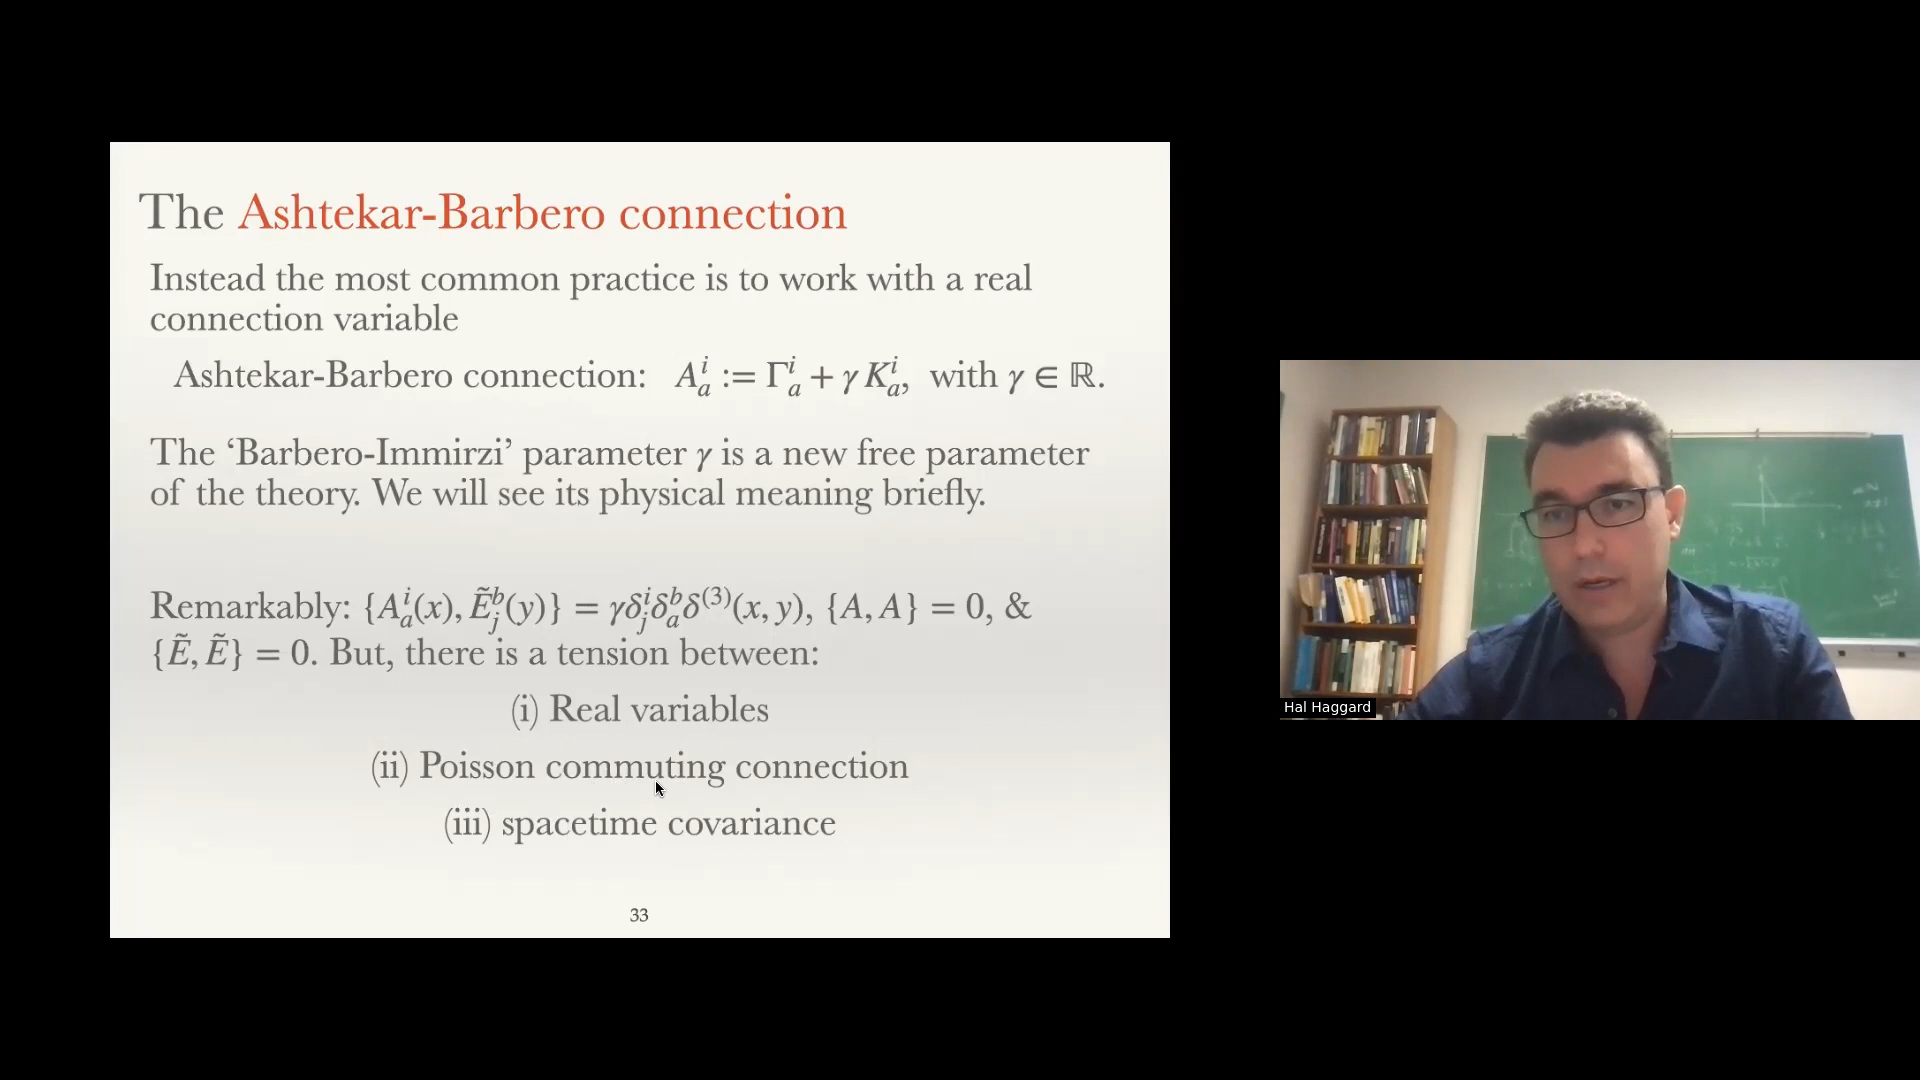 The Ashtekar-Barbero connection
Instead the most common practice is to work with a real
connection variable
Ashtekar-Barbero connection: $A^i_a := \Gamma^i_a + \gamma K^i_a$, with $\gamma \in \mathbb{R}$.
The ‘Barbero-Immirzi’ parameter γ is a new free parameter
of the theory. We will see its physical meaning briefly.
Remarkably: $\{A^i_a(x), \tilde{E}^b_j(y)\} = \gamma \delta^i_j \delta^b_a \delta^{(3)}(x, y)$, $\{A, A\} = 0$, &
$\{\tilde{E}, \tilde{E}\} = 0$. But, there is a tension between:
(i) Real variables
(ii) Poisson commuting connection
(iii) spacetime covariance
33
Hal Haggard